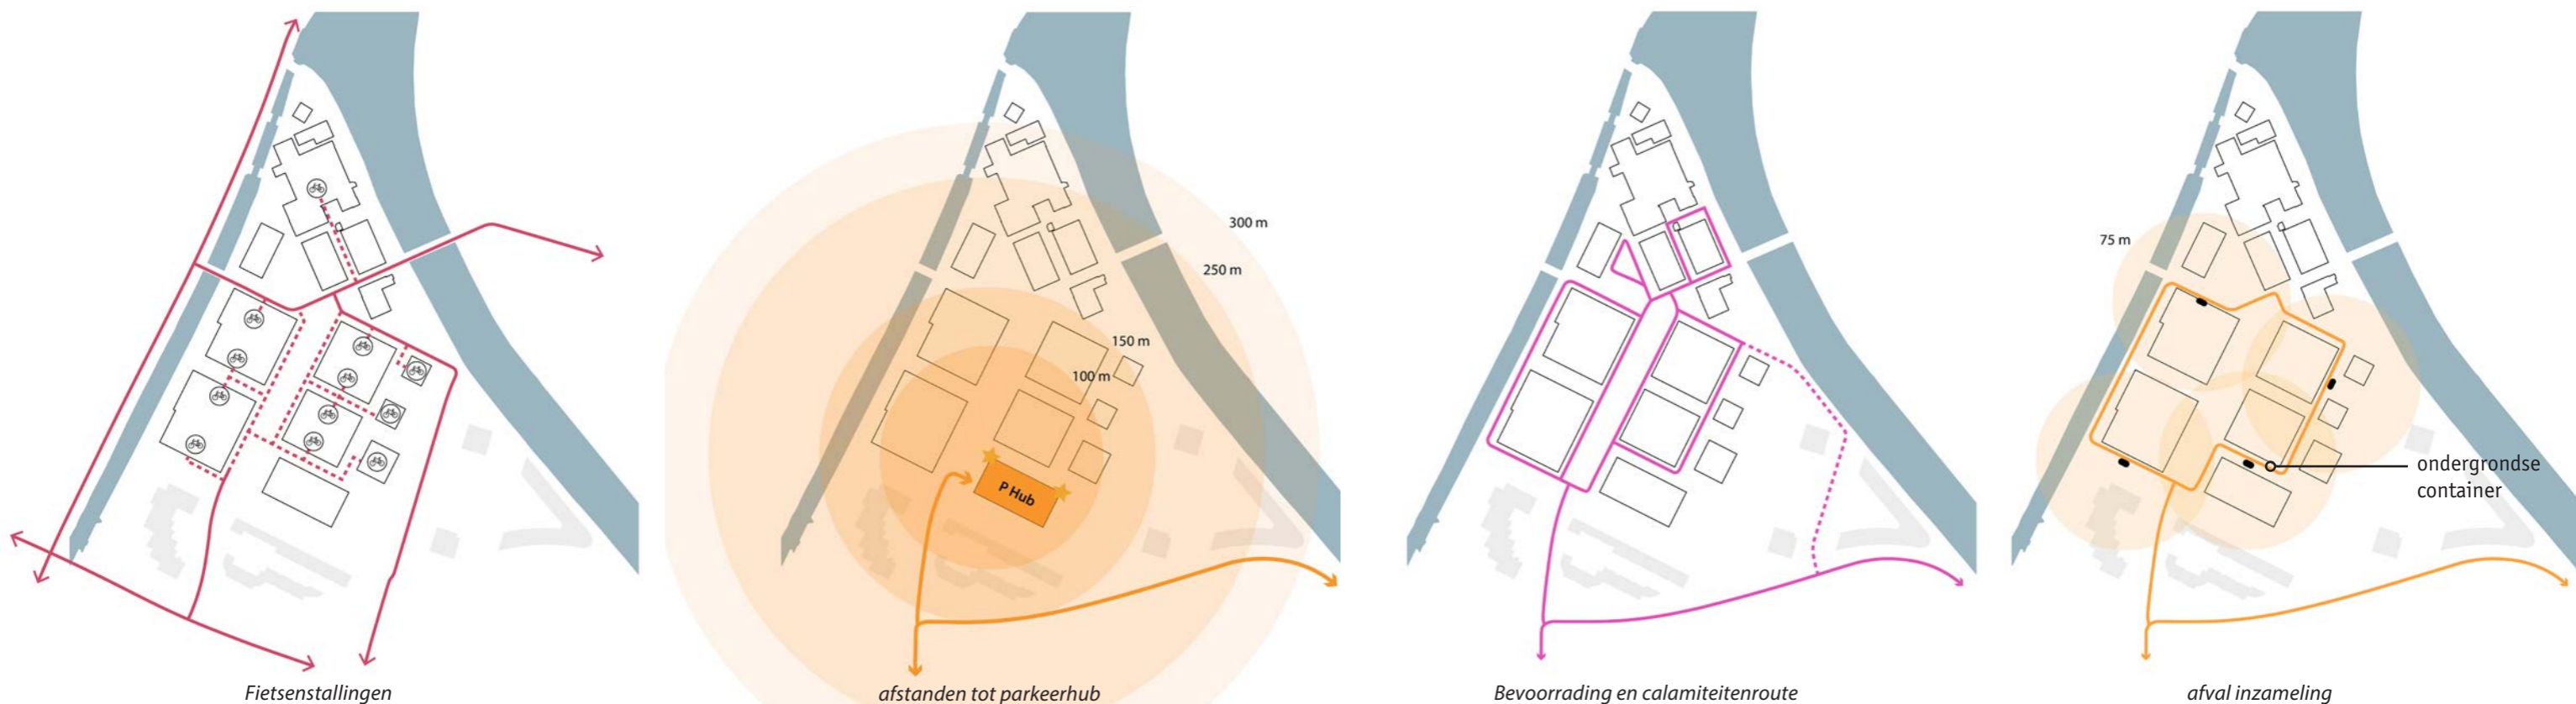 300 m
250 m
150 m
100 m
P Hub
75 m
ondergrondse
container
Fietsenstallingen
afstanden tot parkeerhub
Bevoorrading en calamiteitenroute
afval inzameling